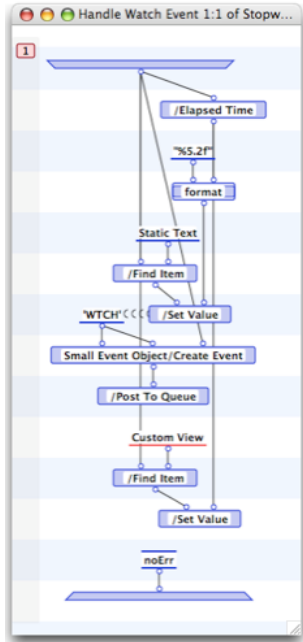 Handle Watch Event 1:1 of Stopw...
1
/Elapsed Time
"%5.2f"
format
Static Text
/Find Item
'WTCH'
/Set Value
Small Event Object/Create Event
/Post To Queue
Custom View
/Find Item
/Set Value
noErr